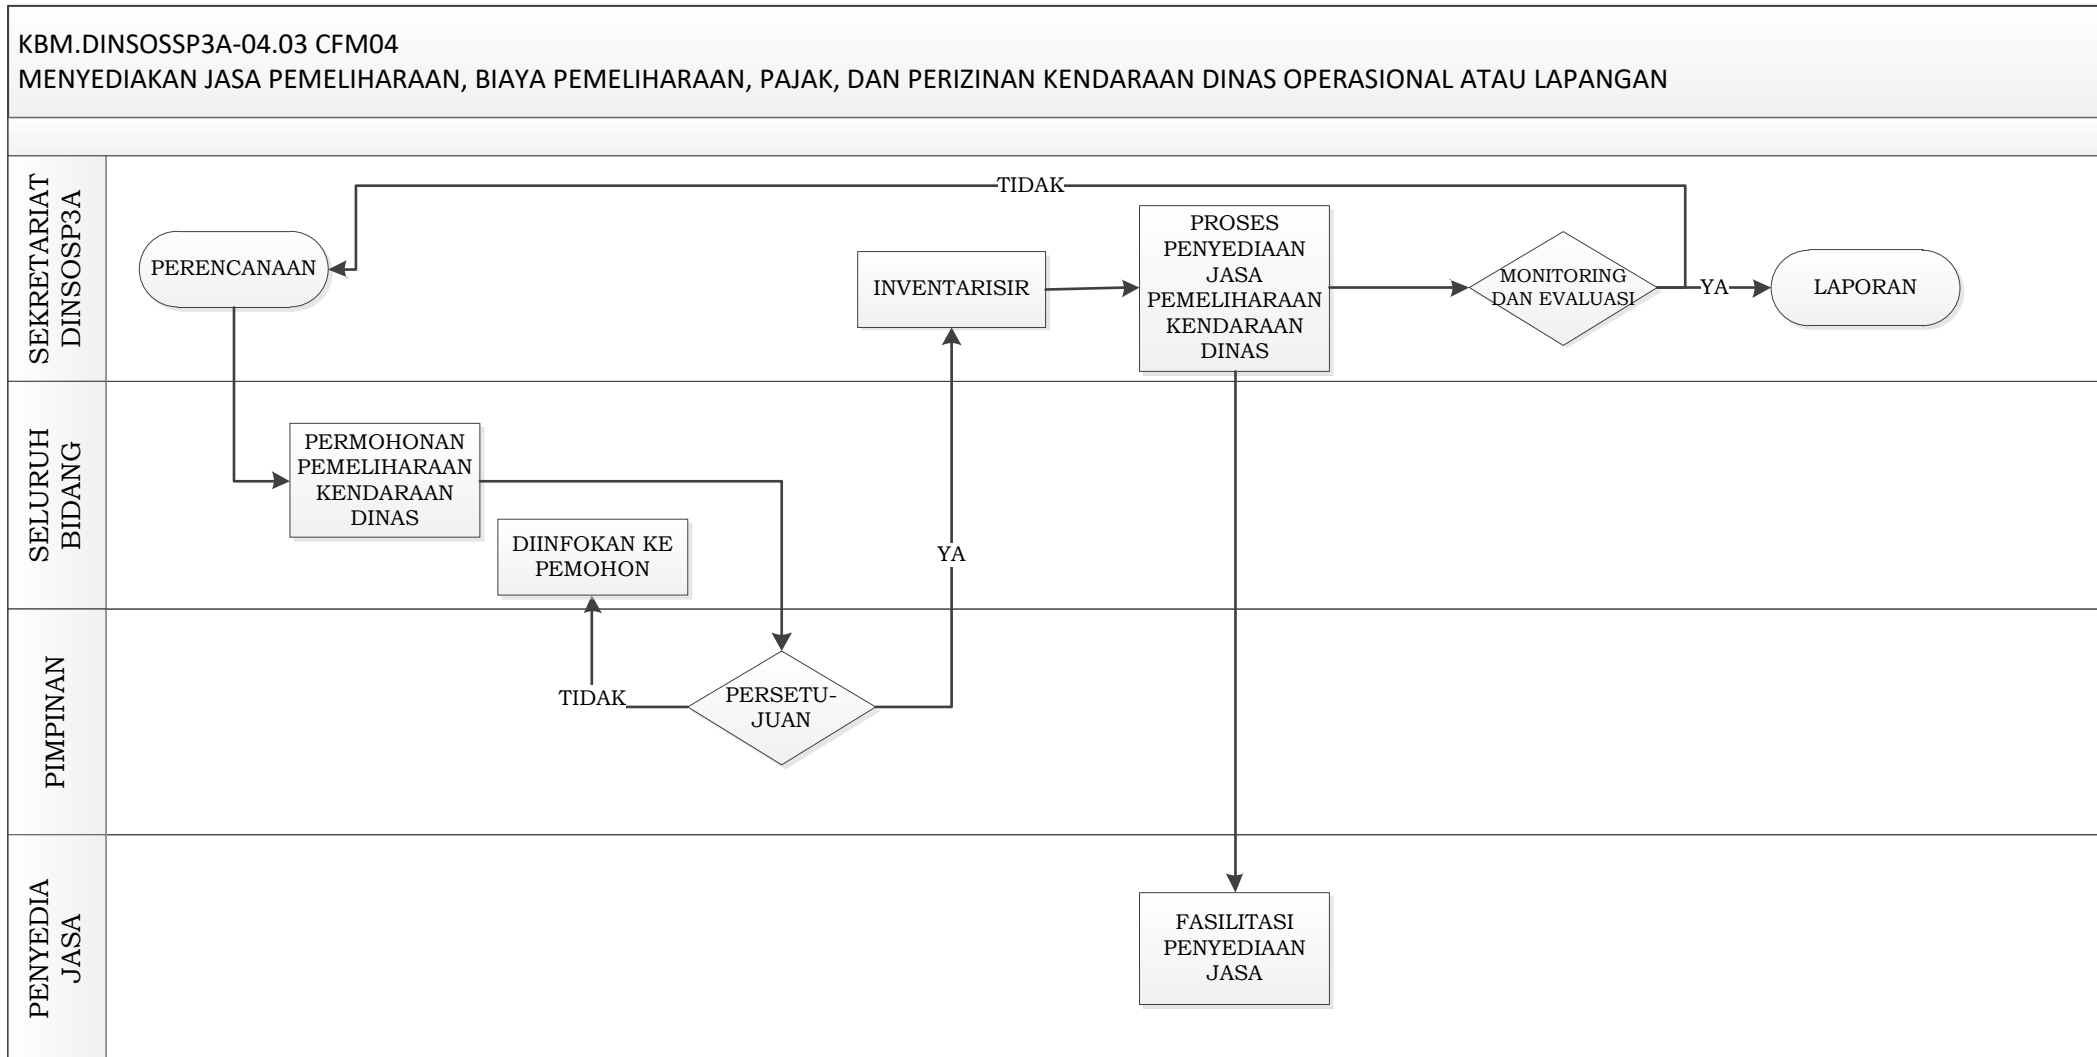 KBM.DINSOSSP3A-04.03 CFM04
MENYEDIAKAN JASA PEMELIHARAAN, BIAYA PEMELIHARAAN, PAJAK, DAN PERIZINAN KENDARAAN DINAS OPERASIONAL ATAU LAPANGAN
SEKRETARIAT
DINSOSP3A
PERENCANAAN
TIDAK
INVENTARISIR
PROSES
PENYEDIAAN
JASA
PEMELIHARAAN
KENDARAAN
DINAS
MONITORING
DAN EVALUASI
YA
LAPORAN
SELURUH
BIDANG
PERMOHONAN
PEMELIHARAAN
KENDARAAN
DINAS
DIINFOKAN KE
PEMOHON
YA
PIMPINAN
TIDAK
PERSETU-
JUAN
PENYEDIA
JASA
FASILITASI
PENYEDIAAN
JASA